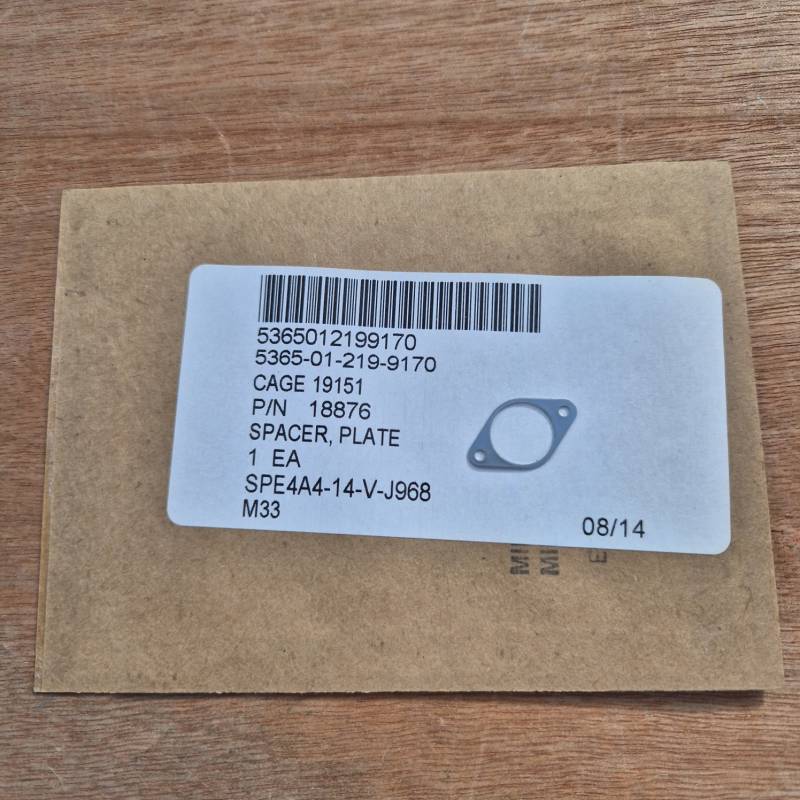 5365012199170
5365-01-219-9170
CAGE 19151
P/N 18876
SPACER, PLATE
1 EA
SPE4A4-14-V-J968
M33
08/14